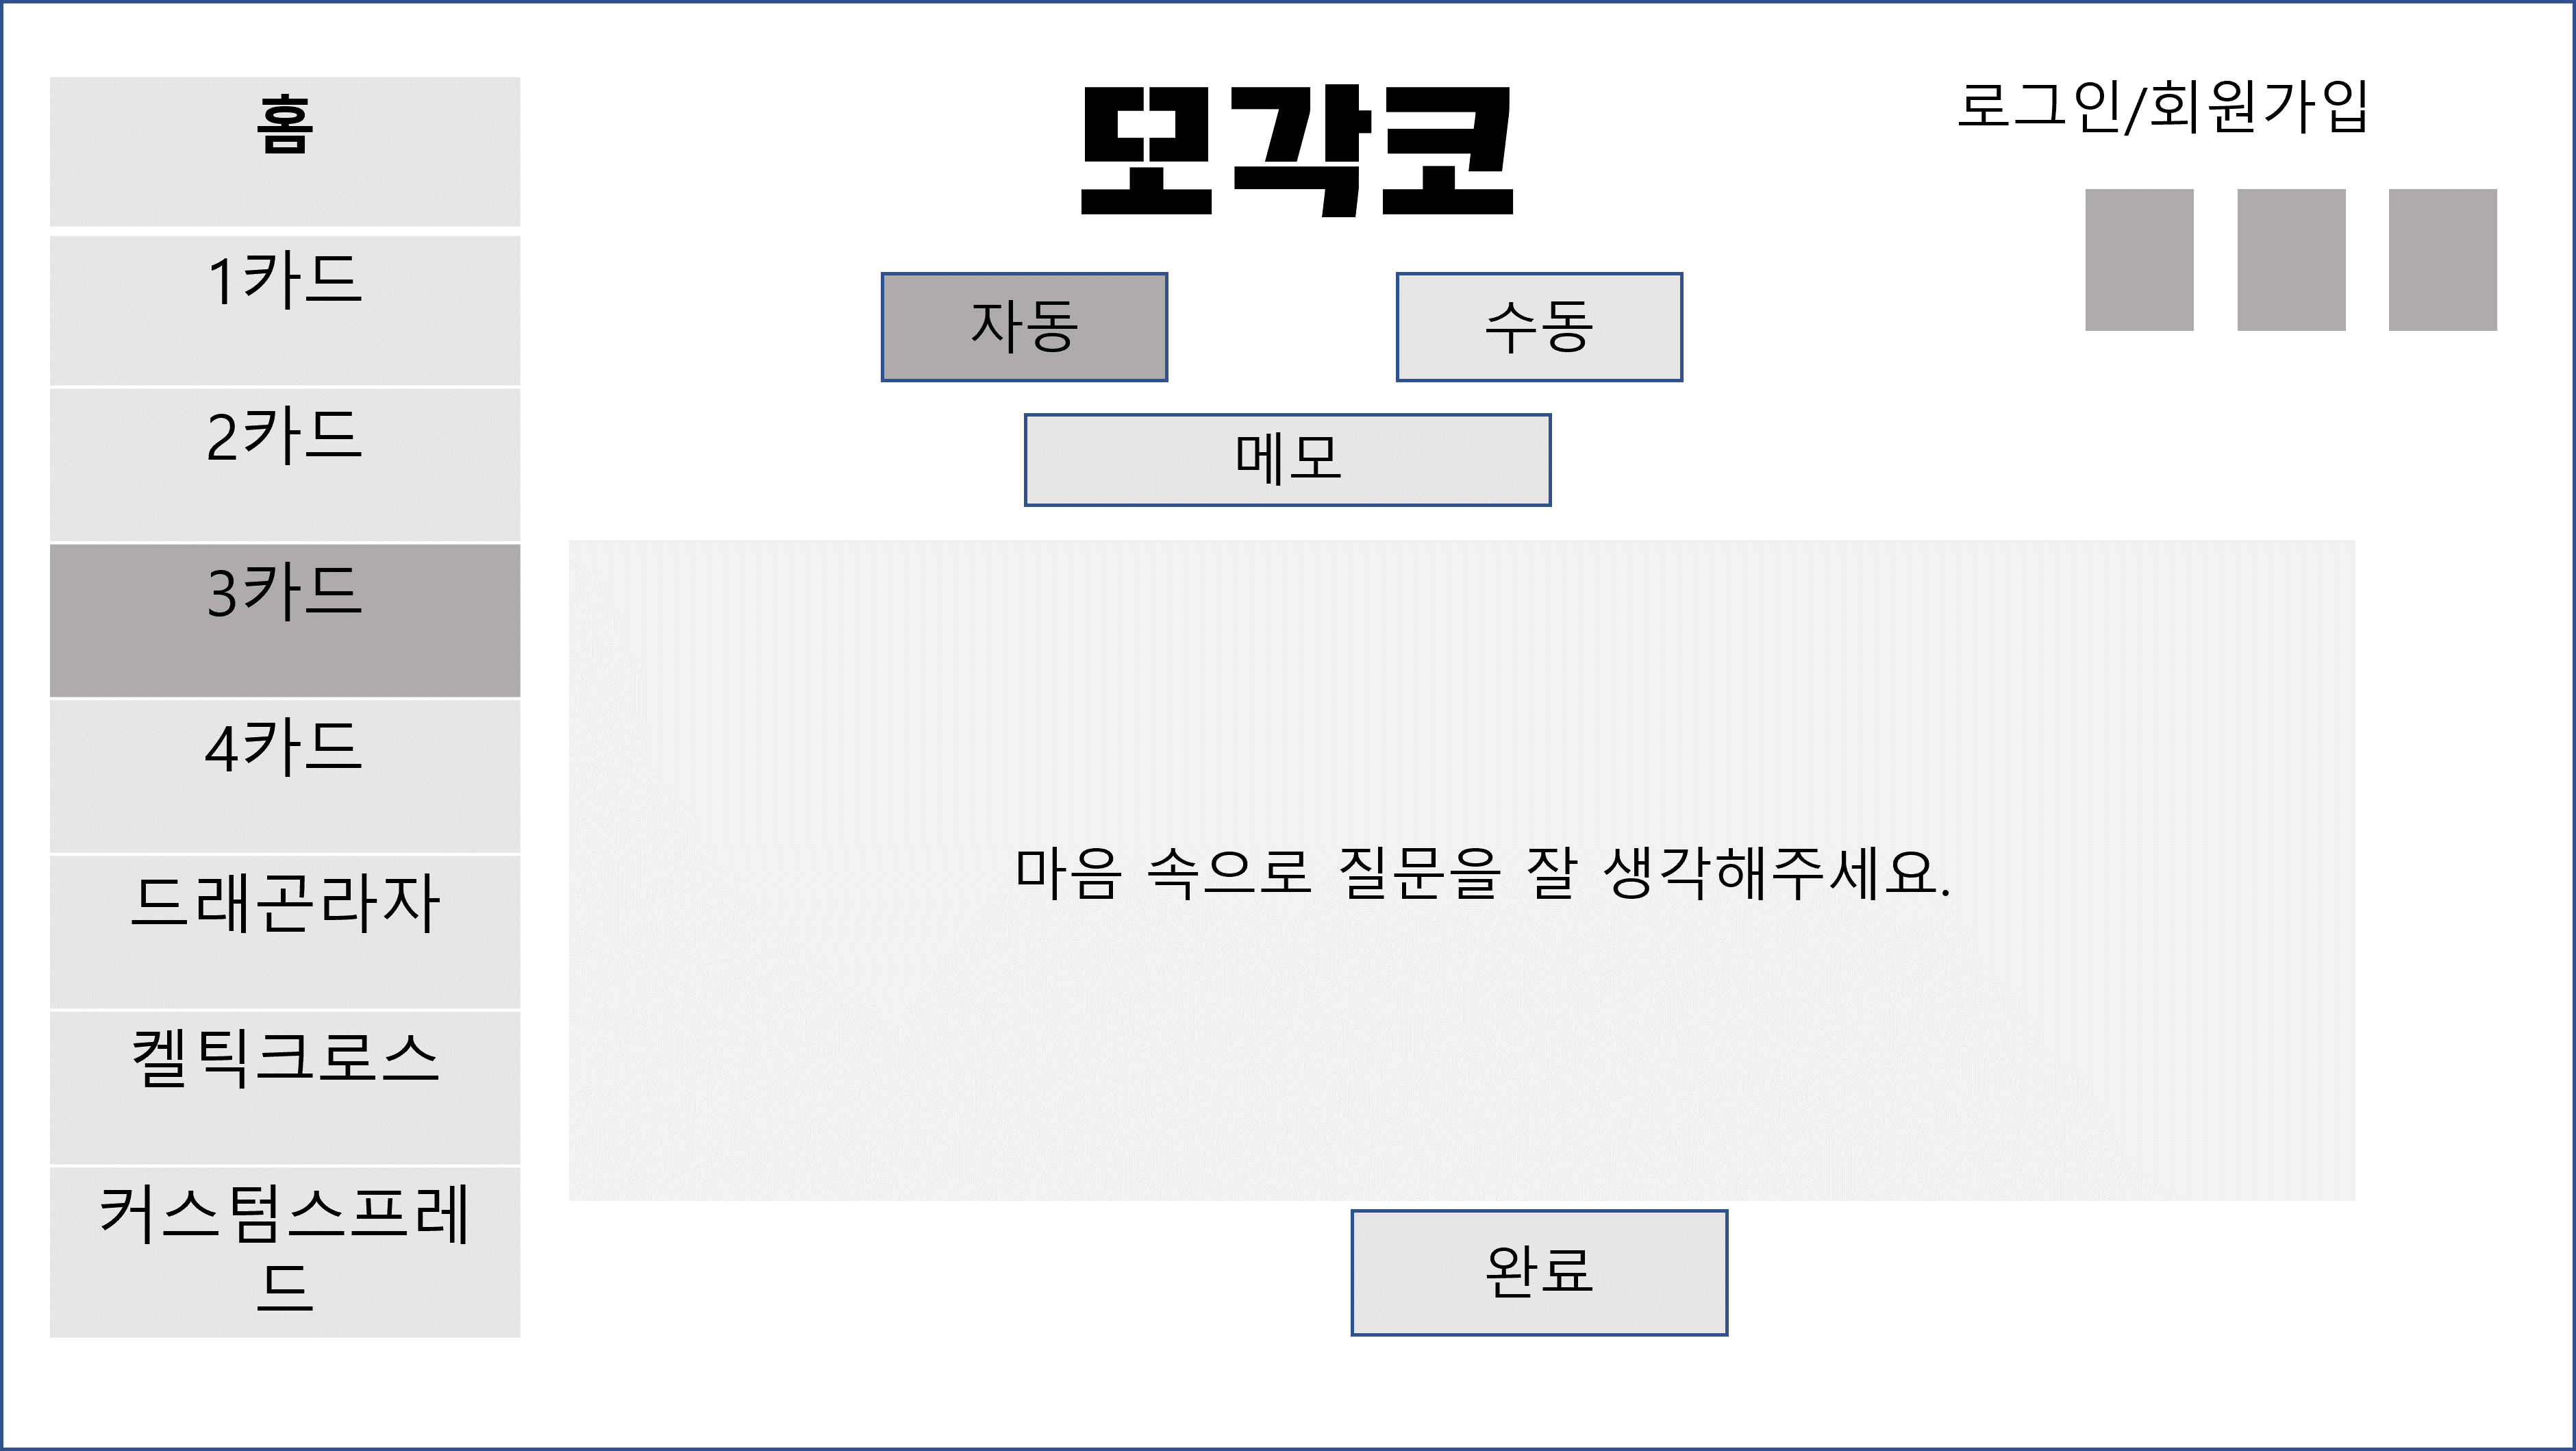 홈
1카드
2카드
3카드
4카드
드래곤라자
켈틱크로스
커스텀스프레
드
모각코
로그인/회원가입
자동
수동
메모
마음 속으로 질문을 잘 생각해주세요.
완료